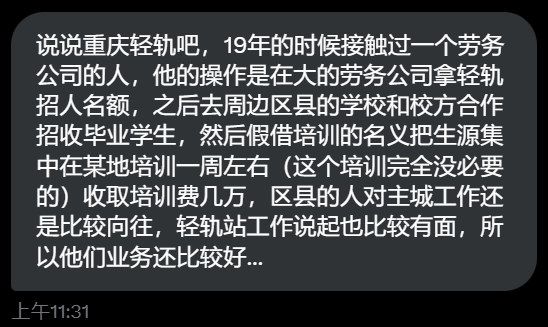 说说重庆轻轨吧，19年的时候接触过一个劳务
公司的人，他的操作是在大的劳务公司拿轻轨
招人名额，之后去周边区县的学校和校方合作
招收毕业学生，然后假借培训的名义把生源集
中在某地培训一周左右（这个培训完全没必要
的）收取培训费几万，区县的人对主城工作还
是比较向往，轻轨站工作说起也比较有面，所
以他们业务还比较好...
上午11:31